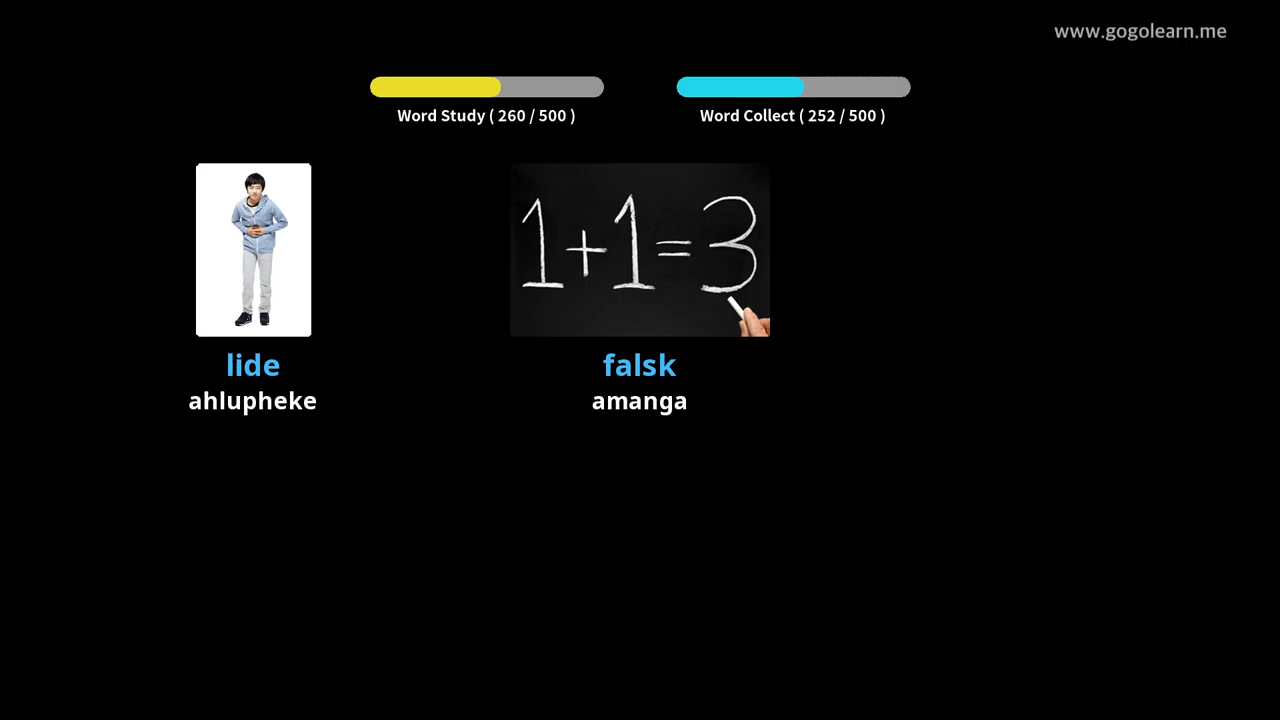 www.gogolearn.me
Word Study ( 260 / 500 )
Word Collect ( 252 / 500 )
1+1=3
lide
ahlupheke
falsk
amanga